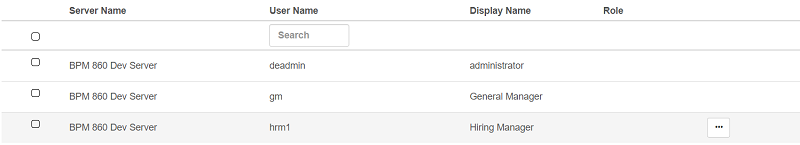 Server Name User Name Display Name Role
Search
BPM 860 Dev Server deadmin administrator
BPM 860 Dev Server gm General Manager
BPM 860 Dev Server hrm1 Hiring Manager ...